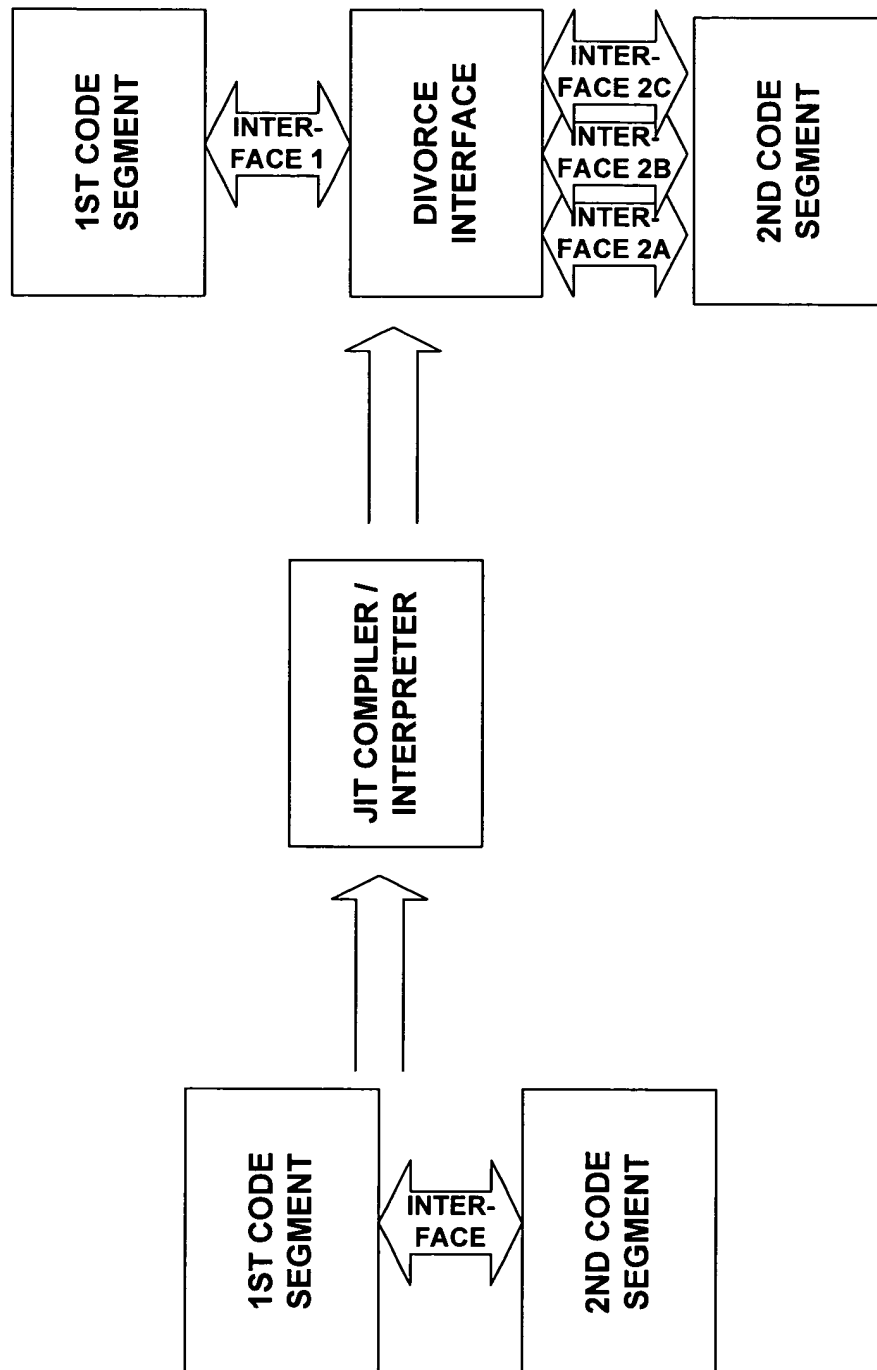 1ST CODE
SEGMENT
INTER-
FACE 1
DIVORCE
INTERFACE
INTER-
FACE 2C
INTER-
FACE 2B
INTER-
FACE 2A
2ND CODE
SEGMENT
JIT COMPILER /
INTERPRETER
1ST CODE
SEGMENT
INTER-
FACE
2ND CODE
SEGMENT